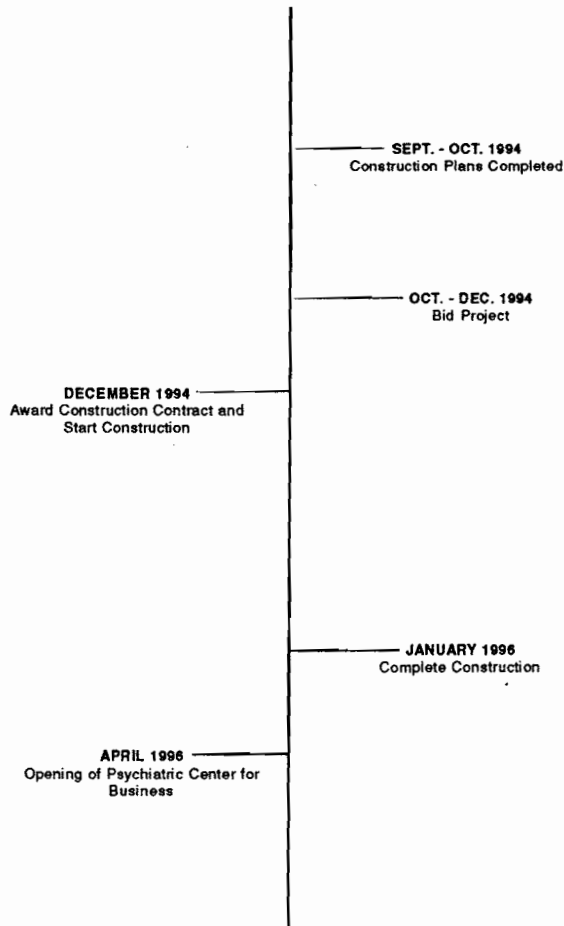 SEPT. - OCT. 1994
Construction Plans Completed
OCT. - DEC. 1994
Bid Project
DECEMBER 1994
Award Construction Contract and
Start Construction
JANUARY 1996
Complete Construction
APRIL 1996
Opening of Psychiatric Center for
Business